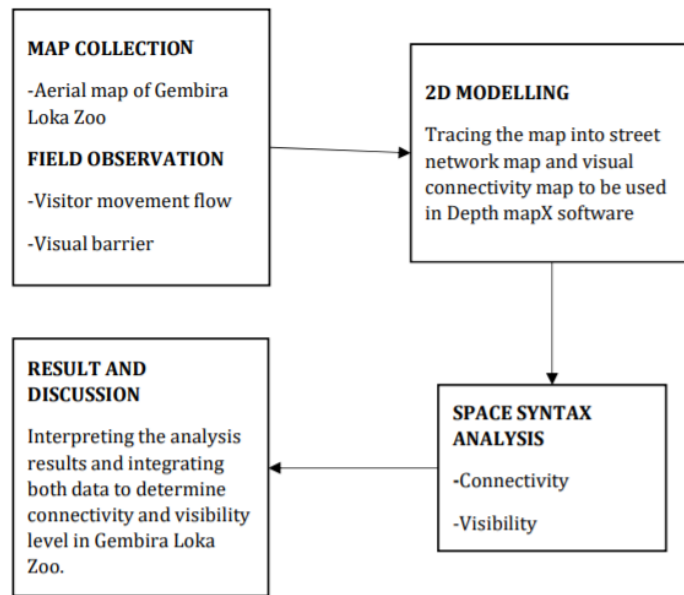 MAP COLLECTION
-Aerial map of Gembira
Loka Zoo
FIELD OBSERVATION
-Visitor movement flow
-Visual barrier
2D MODELLING
Tracing the map into street
network map and visual
connectivity map to be used
in Depth mapX software
SPACE SYNTAX
ANALYSIS
-Connectivity
-Visibility
RESULT AND
DISCUSSION
Interpreting the analysis
results and integrating
both data to determine
connectivity and visibility
level in Gembira Loka
Zoo.